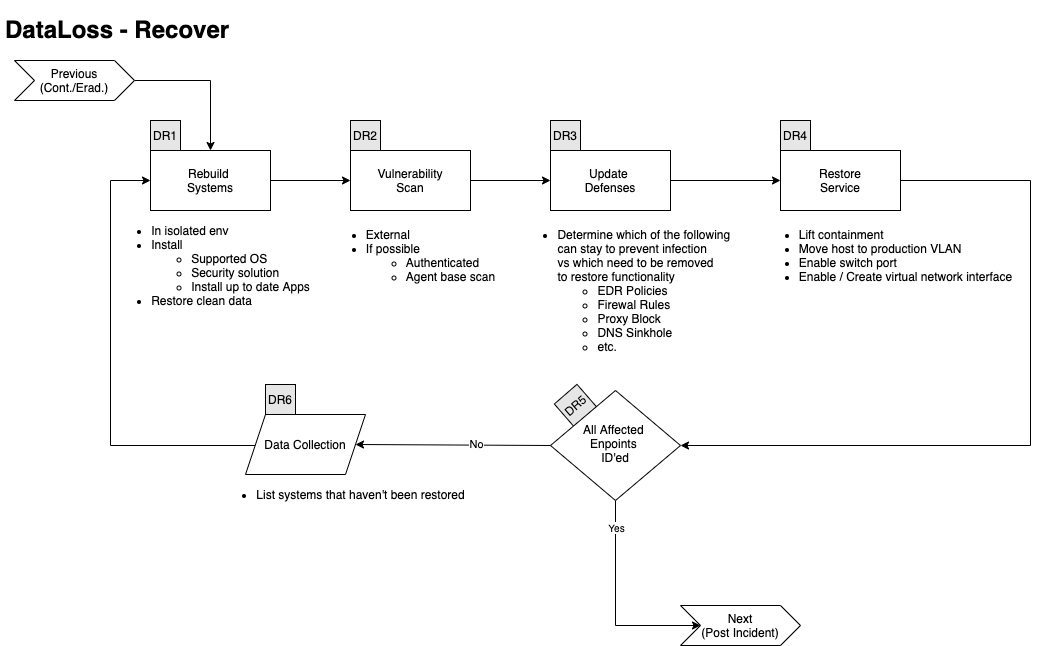 DataLoss - Recover
Previous
(Cont./Erad.)
DR1
Rebuild
Systems
• In isolated env
• Install
◦ Supported OS
◦ Security solution
◦ Install up to date Apps
• Restore clean data
DR2
Vulnerability
Scan
• External
• If possible
◦ Authenticated
◦ Agent base scan
DR3
Update
Defenses
• Determine which of the following
can stay to prevent infection
vs which need to be removed
to restore functionality
◦ EDR Policies
◦ Firewal Rules
◦ Proxy Block
◦ DNS Sinkhole
◦ etc.
DR4
Restore
Service
• Lift containment
• Move host to production VLAN
• Enable switch port
• Enable / Create virtual network interface
DR5
All Affected
Enpoints
ID'ed
No
DR6
Data Collection
• List systems that haven't been restored
Yes
Next
(Post Incident)